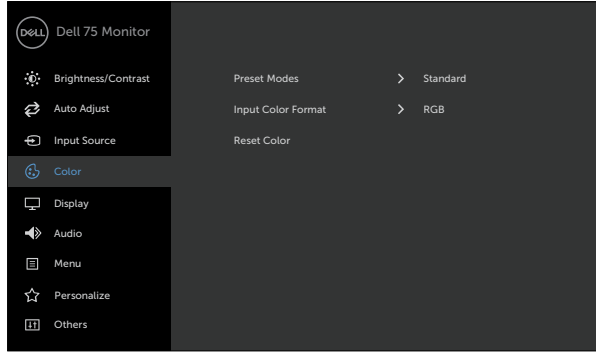 DELL Dell 75 Monitor
Brightness/Contrast
Auto Adjust
Input Source
Color
Display
Audio
Menu
Personalize
Others
Preset Modes > Standard
Input Color Format > RGB
Reset Color